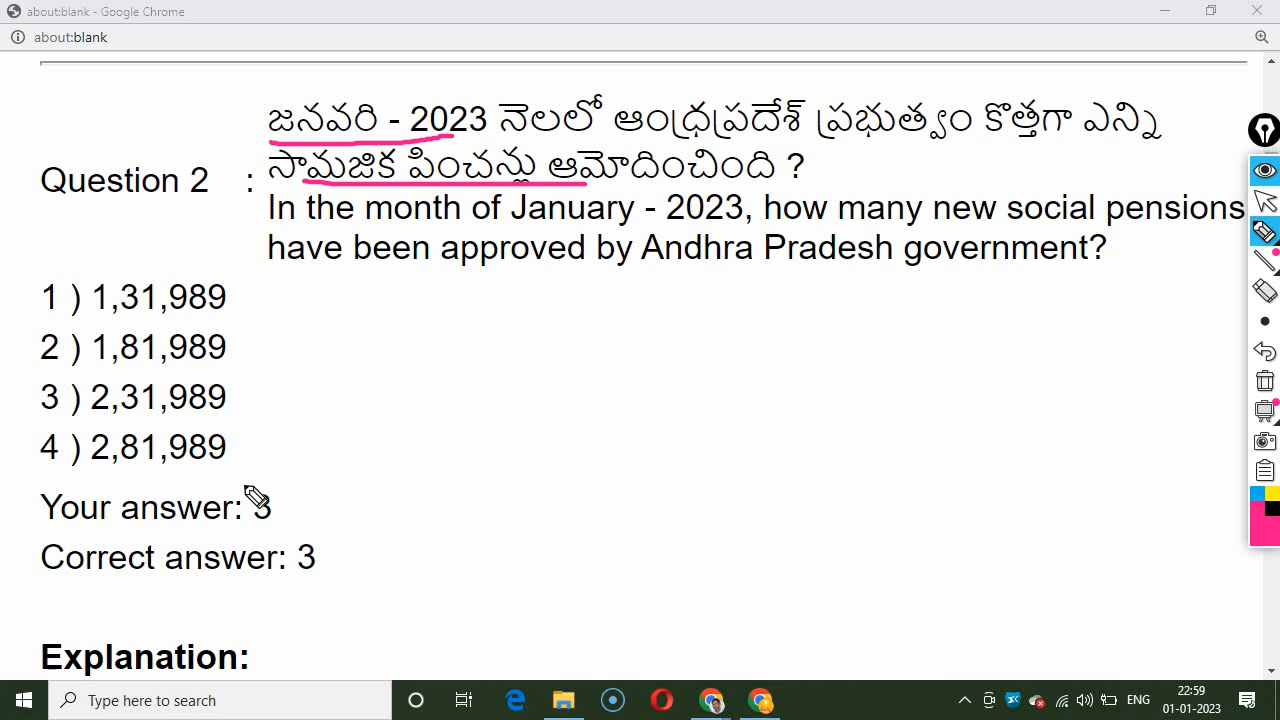 about:blank - Google Chrome
about:blank
జనవరి - 2023 నెలలో ఆంధ్రప్రదేశ్ ప్రభుత్వం కొత్తగా ఎన్ని
సామజిక పించన్లు ఆమోదించింది ?
Question 2 :
In the month of January - 2023, how many new social pensions
have been approved by Andhra Pradesh government?
1 ) 1,31,989
2 ) 1,81,989
3 ) 2,31,989
4 ) 2,81,989
Your answer: 3
Correct answer: 3
Explanation:
Type here to search
ENG
22:59
01-01-2023